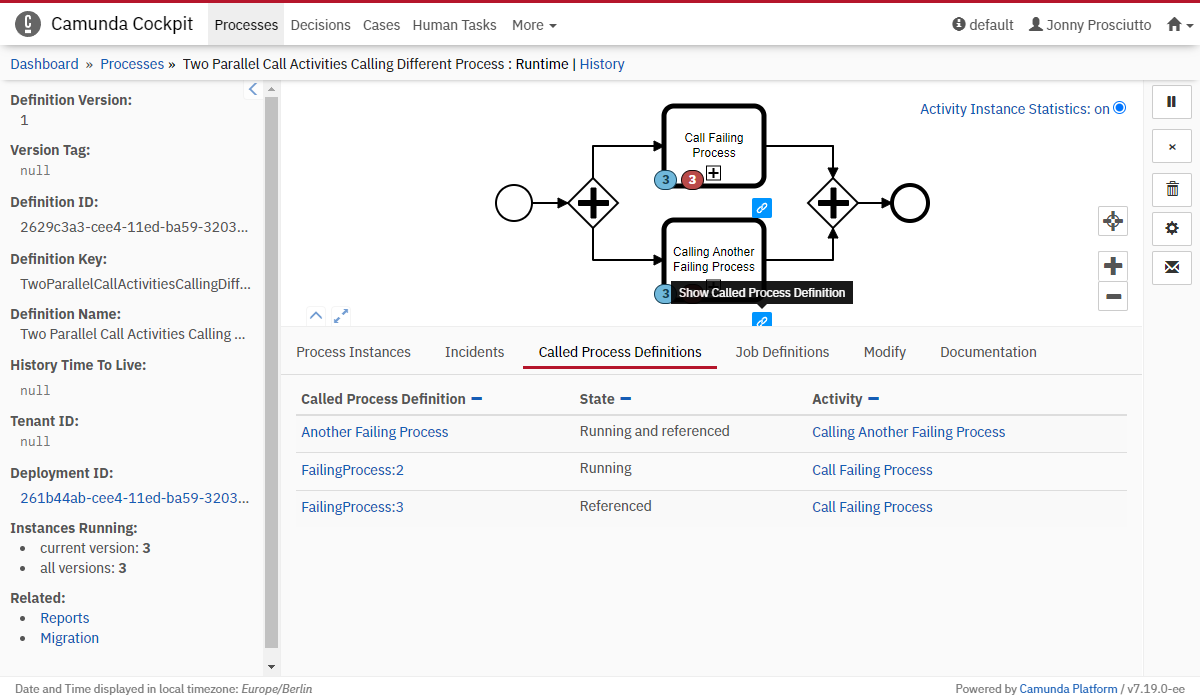 Camunda Cockpit Processes Decisions Cases Human Tasks More default Jonny Prosciutto
Dashboard » Processes » Two Parallel Call Activities Calling Different Process : Runtime | History
Definition Version:
1
Version Tag:
null
Definition ID:
2629c3a3-cee4-11ed-ba59-3203...
Definition Key:
TwoParallelCallActivitiesCallingDiff...
Definition Name:
Two Parallel Call Activities Calling ...
History Time To Live:
null
Tenant ID:
null
Deployment ID:
261b44ab-cee4-11ed-ba59-3203...
Instances Running:
• current version: 3
• all versions: 3
Related:
• Reports
• Migration
Activity Instance Statistics: on
Call Failing
Process
3 3
Calling Another
Failing Process
3
Show Called Process Definition
Process Instances Incidents Called Process Definitions Job Definitions Modify Documentation
Called Process Definition State Activity
Another Failing Process Running and referenced Calling Another Failing Process
FailingProcess:2 Running Call Failing Process
FailingProcess:3 Referenced Call Failing Process
Date and Time displayed in local timezone: Europe/Berlin Powered by Camunda Platform / v7.19.0-ee